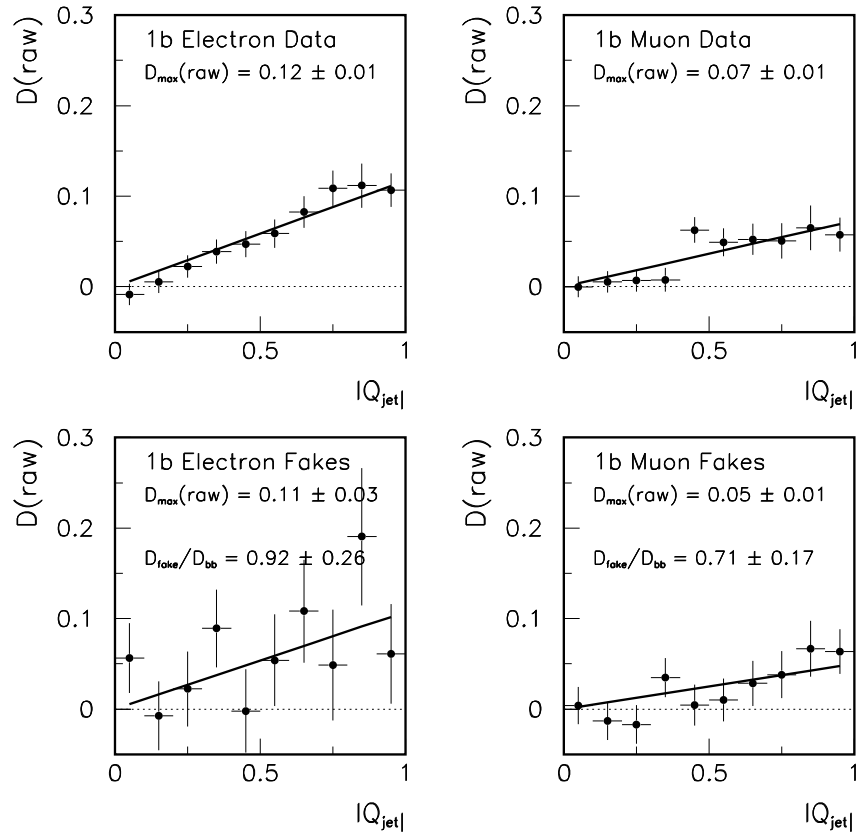 1b Electron Data
D_max(raw) = 0.12 ± 0.01
D(raw)
0.3
0.2
0.1
0
0
0.5
1
|Q_jet|
1b Muon Data
D_max(raw) = 0.07 ± 0.01
D(raw)
0.3
0.2
0.1
0
0
0.5
1
|Q_jet|
1b Electron Fakes
D_max(raw) = 0.11 ± 0.03
D_fake/D_bb = 0.92 ± 0.26
D(raw)
0.3
0.2
0.1
0
0
0.5
1
|Q_jet|
1b Muon Fakes
D_max(raw) = 0.05 ± 0.01
D_fake/D_bb = 0.71 ± 0.17
D(raw)
0.3
0.2
0.1
0
0
0.5
1
|Q_jet|